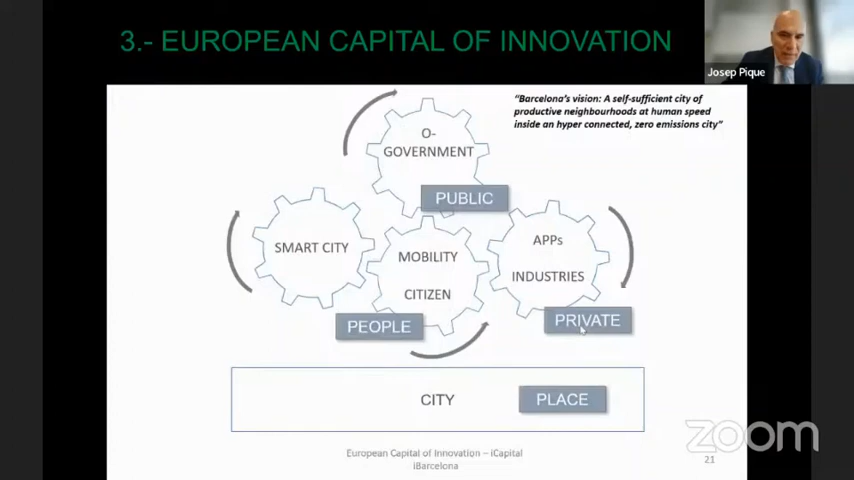 3.- EUROPEAN CAPITAL OF INNOVATION
Josep Pique
"Barcelona's vision: A self-sufficient city of
productive neighbourhoods at human speed
inside an hyper connected, zero emissions city"
O-
GOVERNMENT
PUBLIC
SMART CITY
MOBILITY
CITIZEN
APPs
INDUSTRIES
PEOPLE
PRIVATE
CITY
PLACE
European Capital of Innovation – iCapital
iBarcelona
21
zoom